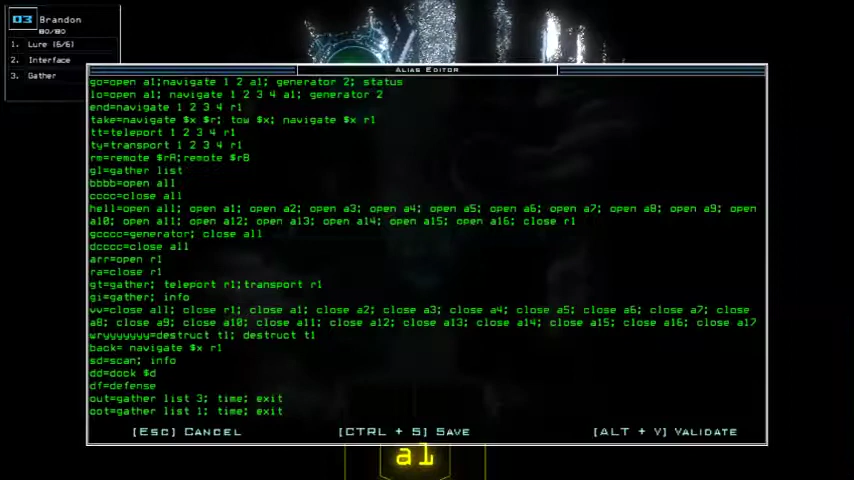 03 Brandon
80/80
1. Lure (6/6)
2. Interface
3. Gather
Alias Editor
go=open a1;navigate 1 2 a1; generator 2; status
lo=open a1; navigate 1 2 3 4 a1; generator 2
end=navigate 1 2 3 4 r1
take=navigate $x $r; tow $x; navigate $x r1
tt=teleport 1 2 3 4 r1
ty=transport 1 2 3 4 r1
rm=remote $rA;remote $rB
gl=gather list
bbbb=open all
cccc=close all
hell=open all; open a1; open a2; open a3; open a4; open a5; open a6; open a7; open a8; open a9; open
a10; open a11; open a12; open a13; open a14; open a15; open a16; close r1
gcccc=generator; close all
dcccc=close all
arr=open r1
ra=close r1
gt=gather; teleport r1;transport r1
gi=gather; info
vv=close all; close r1; close a1; close a2; close a3; close a4; close a5; close a6; close a7; close
a8; close a9; close a10; close a11; close a12; close a13; close a14; close a15; close a16; close a17
wryyyyyy=destruct t1; destruct t1
back= navigate $x r1
sd=scan; info
dd=dock $d
df=defense
out=gather list 3; time; exit
oot=gather list 1; time; exit
[Esc] Cancel
[CTRL + S] Save
[ALT + V] Validate
a1